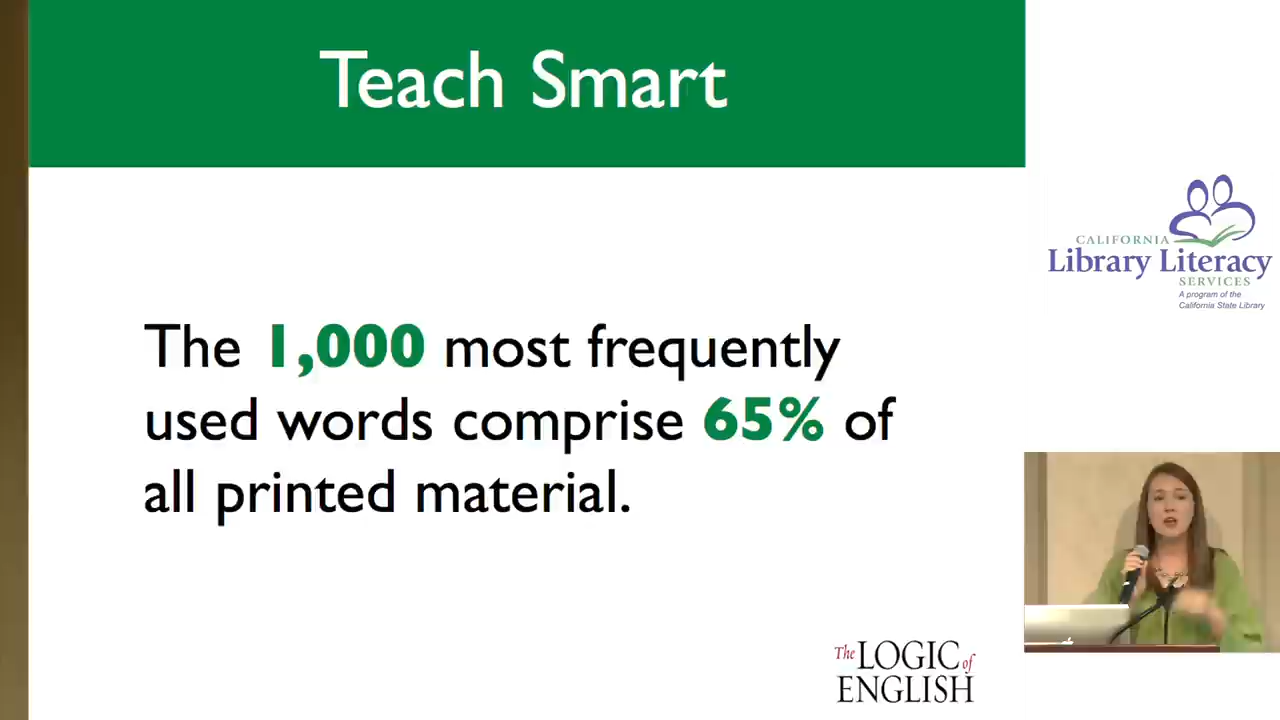 Teach Smart
The 1,000 most frequently
used words comprise 65% of
all printed material.
The LOGIC of
ENGLISH
CALIFORNIA
Library Literacy
SERVICES
A program of the
California State Library